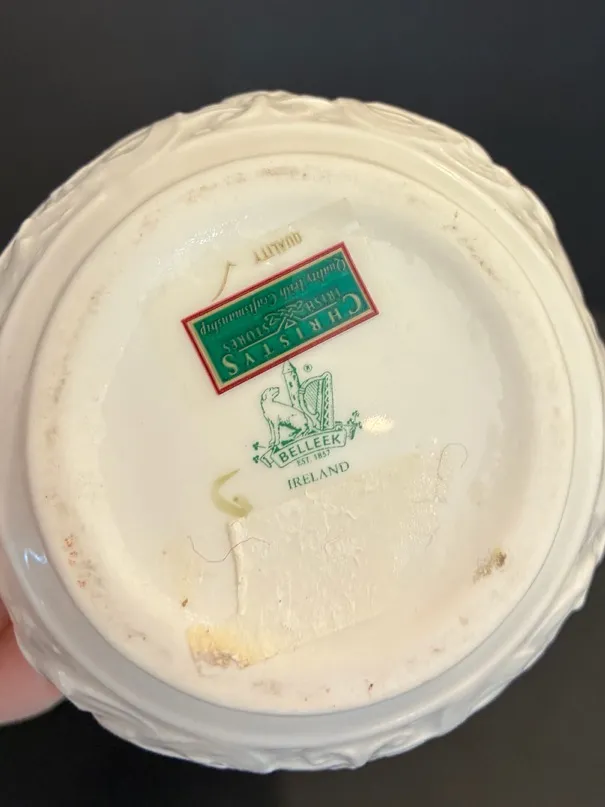 QUALITY
CHRISTYS
IRISH STORES
Quality Irish Craftsmanship
®
BELLEEK
EST. 1857
IRELAND